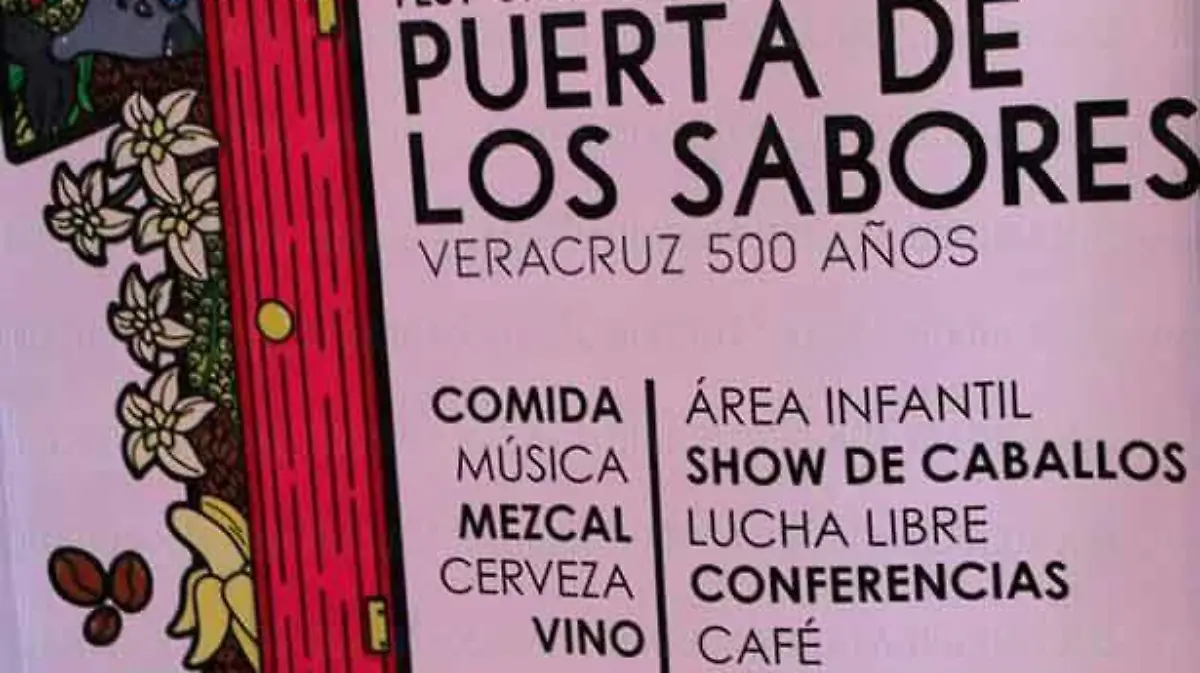 PUERTA DE
LOS SABORES
VERACRUZ 500 AÑOS
COMIDA
MÚSICA
MEZCAL
CERVEZA
VINO
ÁREA INFANTIL
SHOW DE CABALLOS
LUCHA LIBRE
CONFERENCIAS
CAFÉ